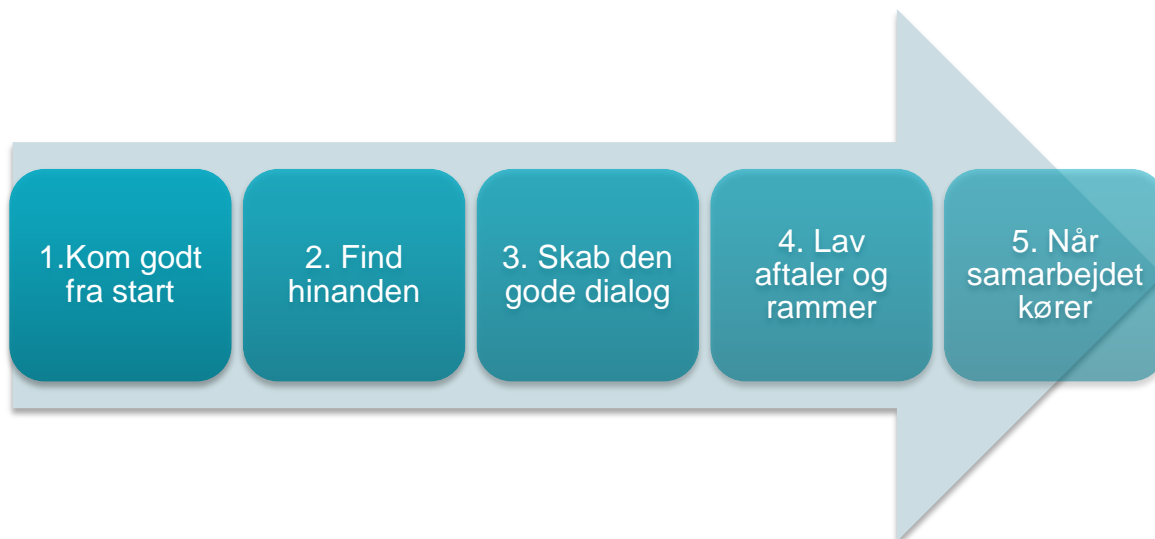 1.Kom godt
fra start
2. Find
hinanden
3. Skab den
gode dialog
4. Lav
aftaler og
rammer
5. Når
samarbejdet
kører